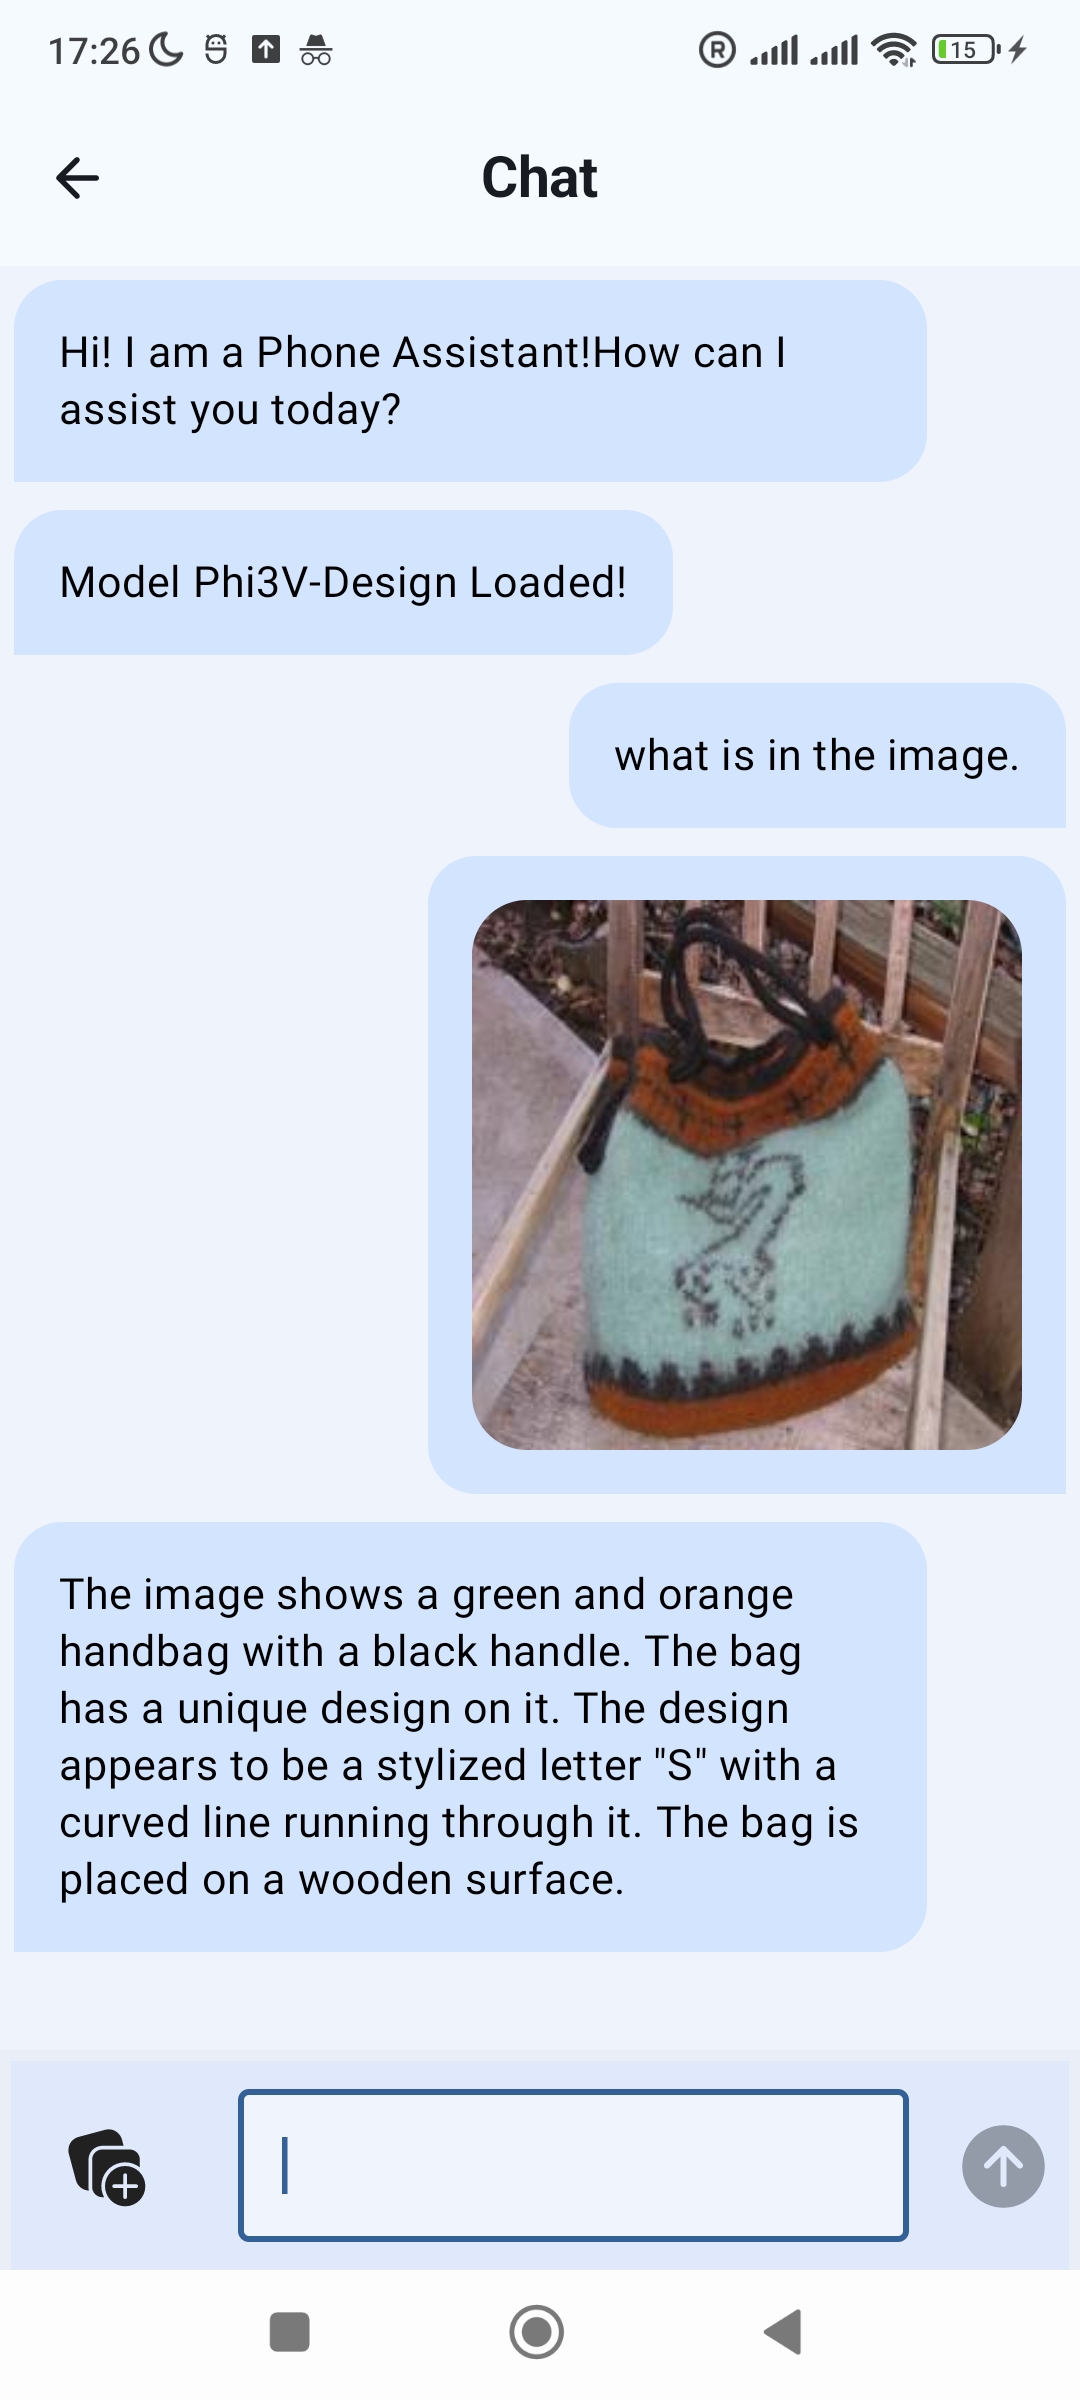 17:26
R
15
Chat
Hi! I am a Phone Assistant!How can I
assist you today?
Model Phi3V-Design Loaded!
what is in the image.
The image shows a green and orange
handbag with a black handle. The bag
has a unique design on it. The design
appears to be a stylized letter "S" with a
curved line running through it. The bag is
placed on a wooden surface.